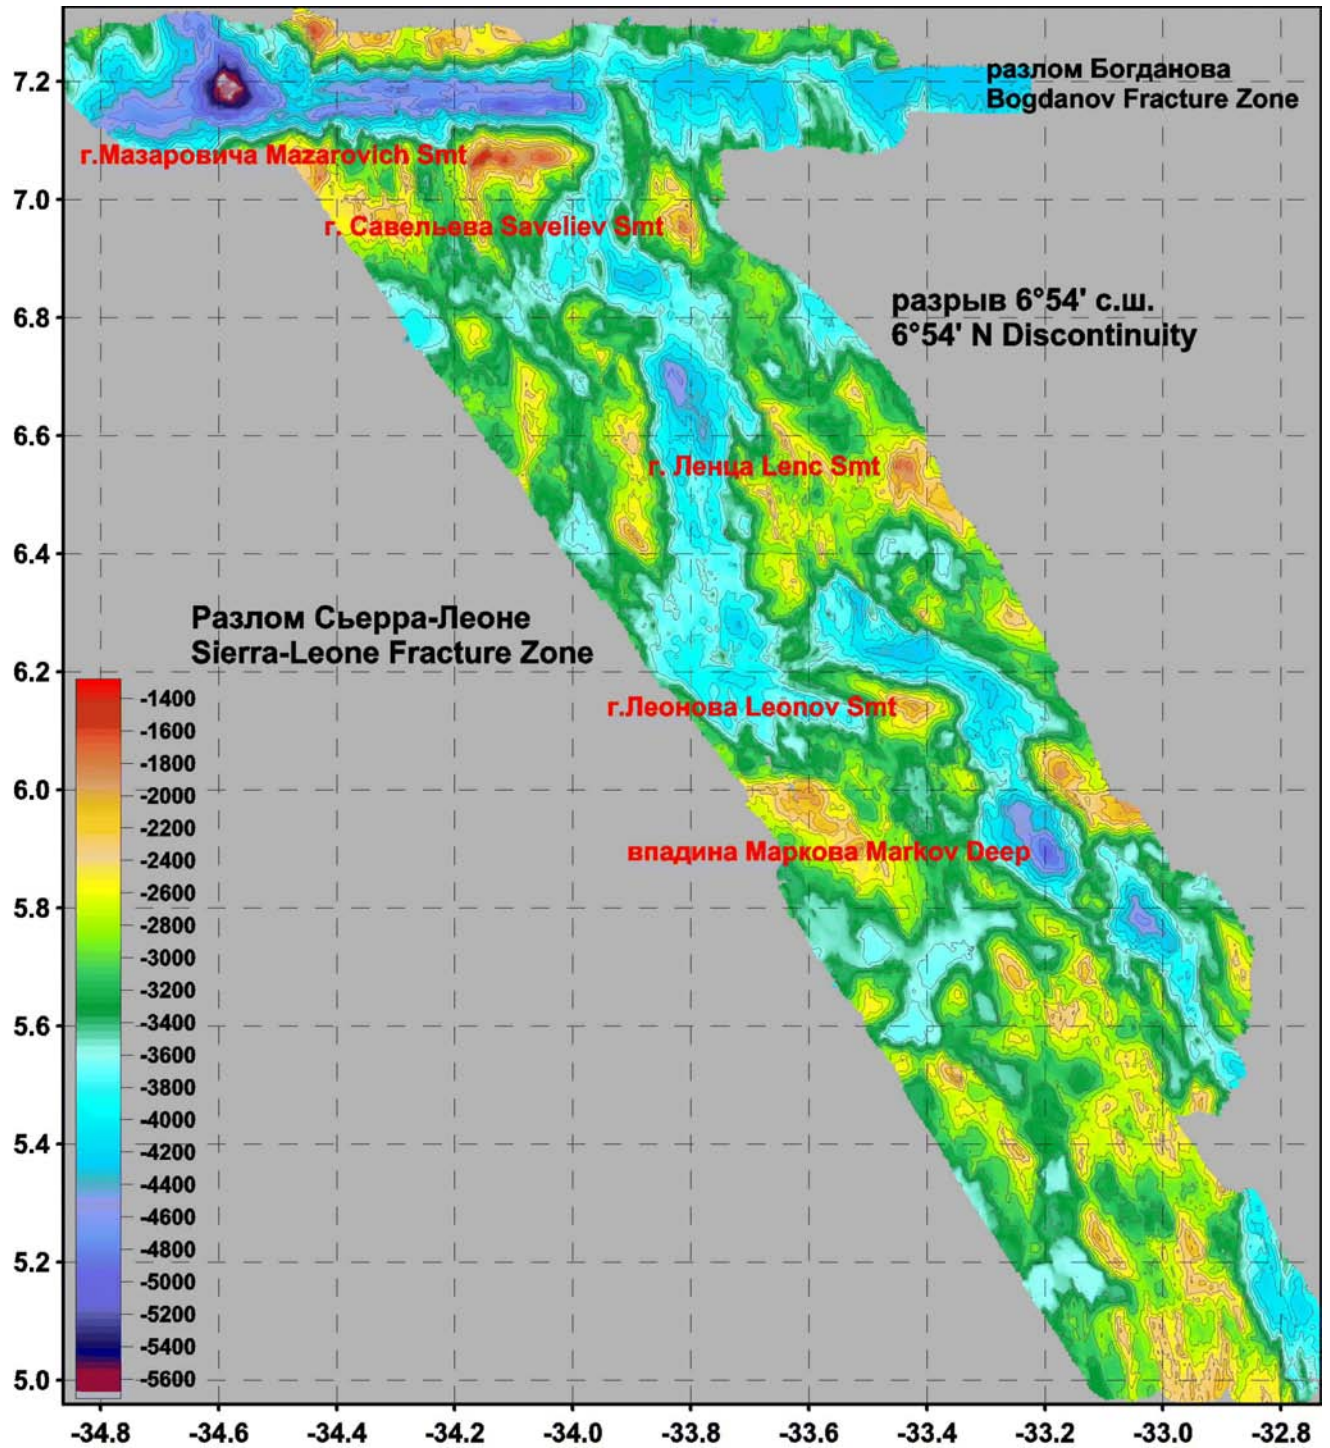 7.2
разлом Богданова
Bogdanov Fracture Zone
г.Мазаровича Mazarovich Smt
7.0
г. Савельева Saveliev Smt
6.8
разрыв 6°54' с.ш.
6°54' N Discontinuity
6.6
г. Ленца Lenc Smt
6.4
Разлом Сьерра-Леоне
Sierra-Leone Fracture Zone
6.2
г.Леонова Leonov Smt
6.0
впадина Маркова Markov Deep
5.8
5.6
5.4
5.2
5.0
-1400
-1600
-1800
-2000
-2200
-2400
-2600
-2800
-3000
-3200
-3400
-3600
-3800
-4000
-4200
-4400
-4600
-4800
-5000
-5200
-5400
-5600
-34.8 -34.6 -34.4 -34.2 -34.0 -33.8 -33.6 -33.4 -33.2 -33.0 -32.8